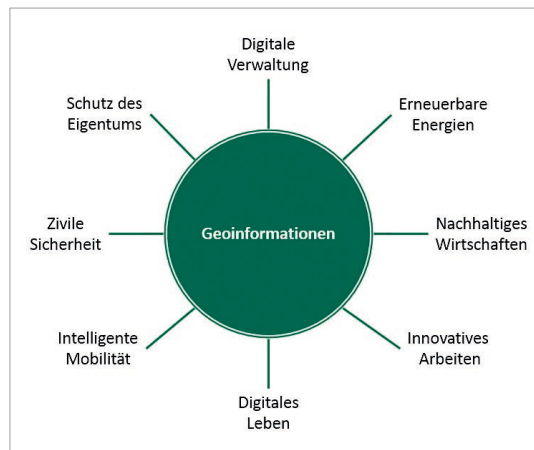 Digitale
Verwaltung
Schutz des
Eigentums
Erneuerbare
Energien
Zivile
Sicherheit
Geoinformationen
Nachhaltiges
Wirtschaften
Intelligente
Mobilität
Innovatives
Arbeiten
Digitales
Leben